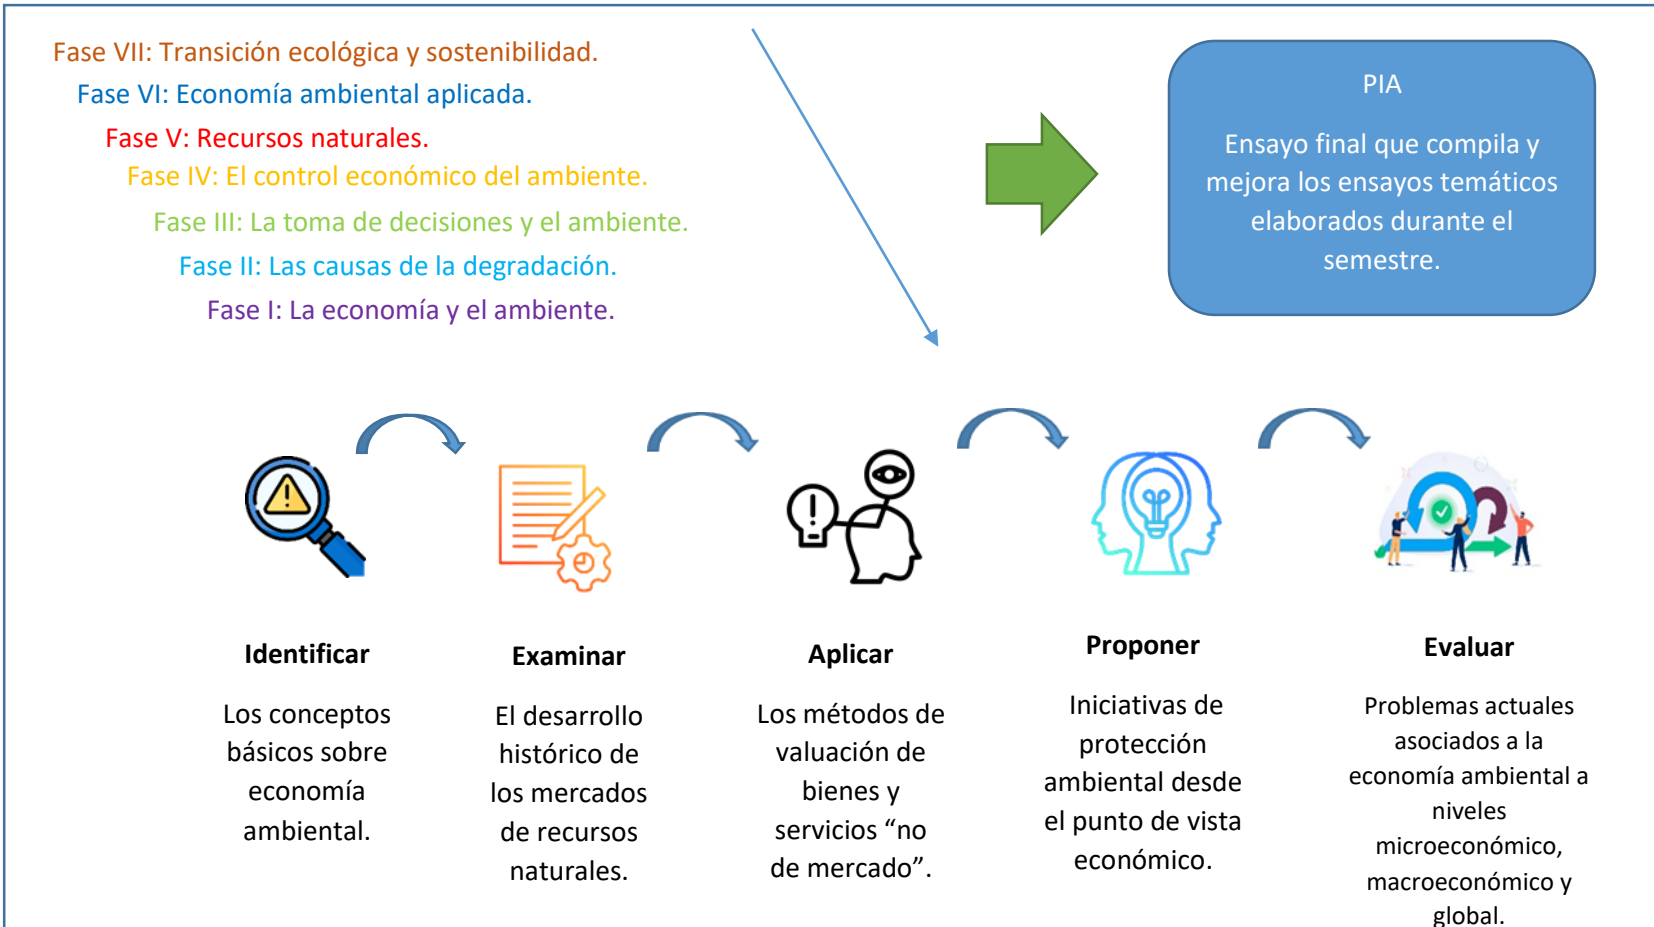 Fase VII: Transición ecológica y sostenibilidad.
Fase VI: Economía ambiental aplicada.
Fase V: Recursos naturales.
Fase IV: El control económico del ambiente.
Fase III: La toma de decisiones y el ambiente.
Fase II: Las causas de la degradación.
Fase I: La economía y el ambiente.
PIA
Ensayo final que compila y
mejora los ensayos temáticos
elaborados durante el
semestre.
Identificar
Los conceptos
básicos sobre
economía
ambiental.
Examinar
El desarrollo
histórico de
los mercados
de recursos
naturales.
Aplicar
Los métodos de
valuación de
bienes y
servicios “no
de mercado”.
Proponer
Iniciativas de
protección
ambiental desde
el punto de vista
económico.
Evaluar
Problemas actuales
asociados a la
economía ambiental a
niveles
microeconómico,
macroeconómico y
global.